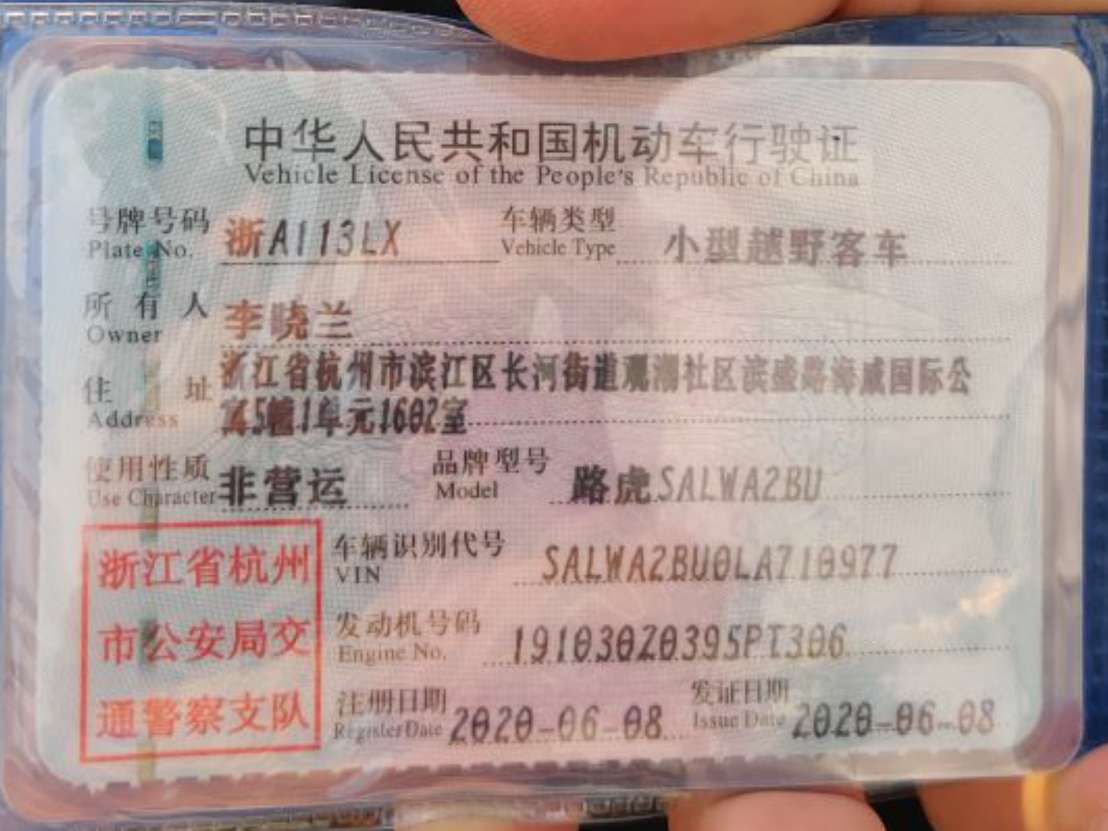 中华人民共和国机动车行驶证
Vehicle License of the People's Republic of China
号牌号码 浙A113LX 车辆类型 小型越野客车
Plate No. Vehicle Type
所有人 李晓兰
Owner
住址 浙江省杭州市滨江区长河街道观潮社区滨盛路海威国际公
Address 寓5幢1单元1602室
使用性质 非营运 品牌型号 路虎SALWA2BU
Use Character Model
浙江省杭州 车辆识别代号 SALWA2BU0LA710977
VIN
市公安局交 发动机号码 191030Z0395PT306
Engine No.
通警察支队 注册日期 2020-06-08 发证日期 2020-06-08
Register Date Issue Date